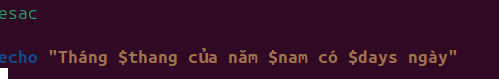 esac
echo "Tháng $thang của năm $nam có $days ngày"